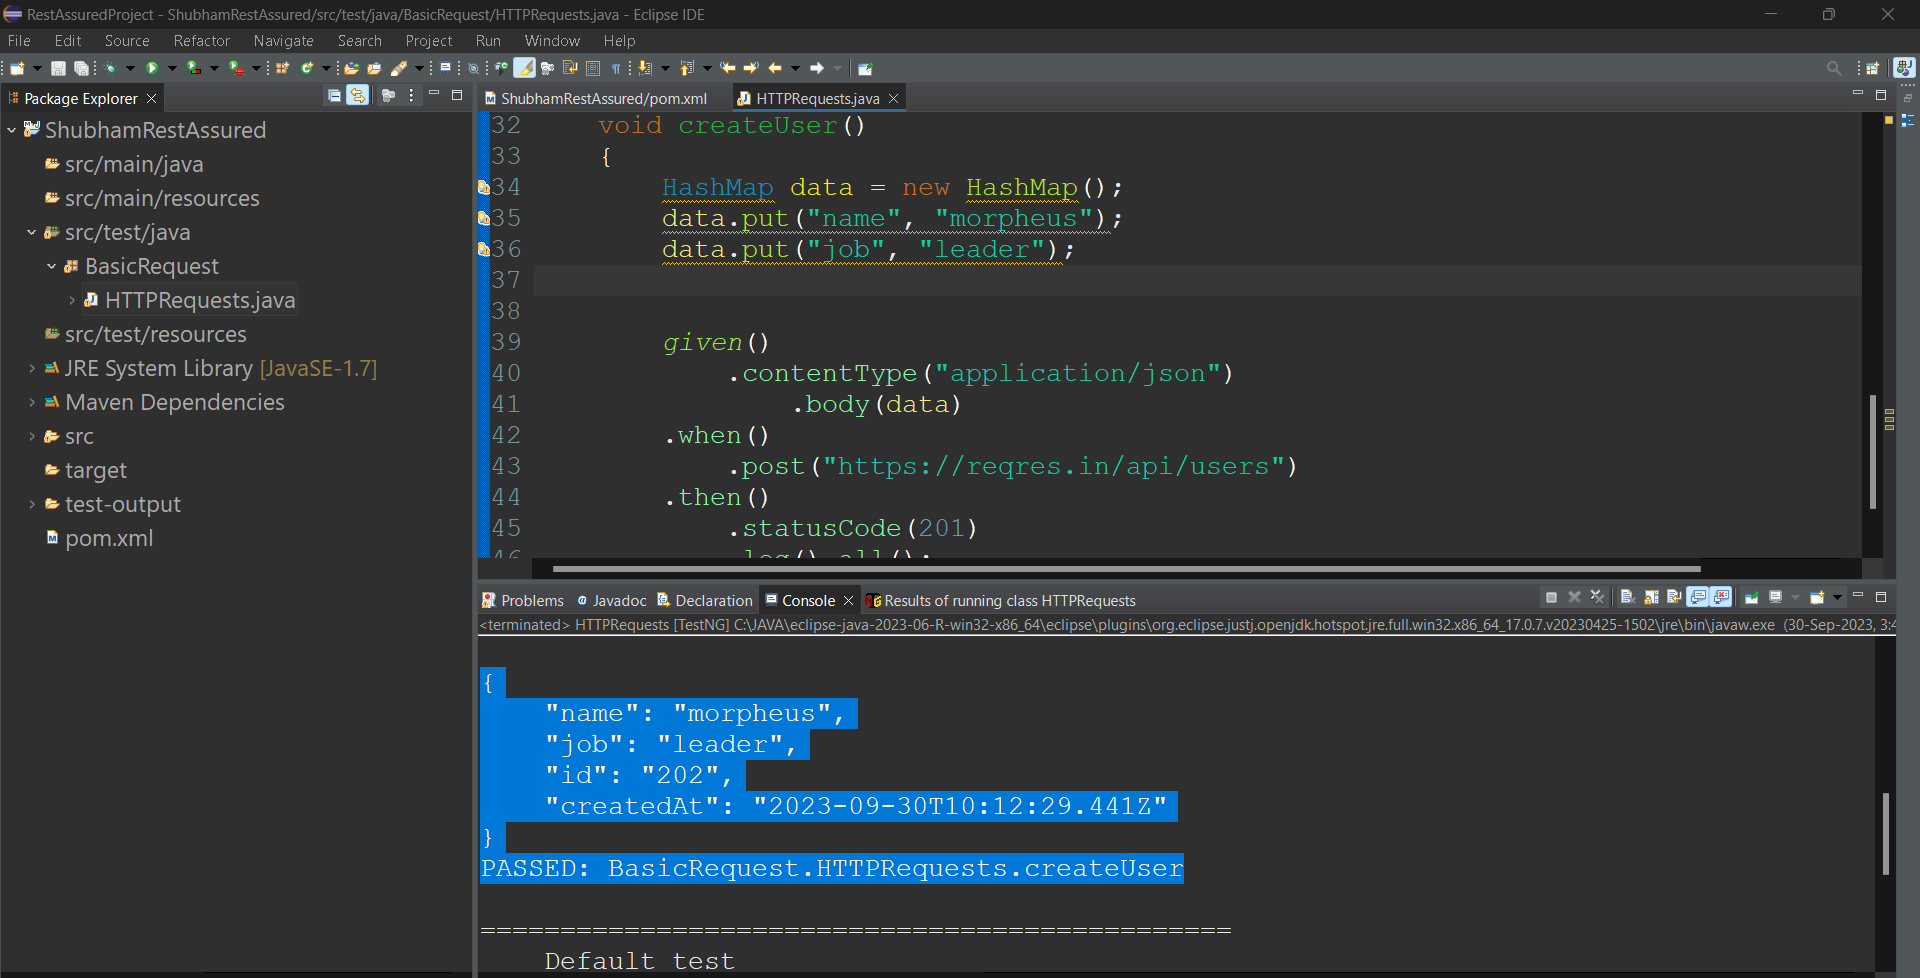 RestAssuredProject - ShubhamRestAssured/src/test/java/BasicRequest/HTTPRequests.java - Eclipse IDE
File Edit Source Refactor Navigate Search Project Run Window Help
Package Explorer
ShubhamRestAssured
src/main/java
src/main/resources
src/test/java
BasicRequest
HTTPRequests.java
src/test/resources
JRE System Library [JavaSE-1.7]
Maven Dependencies
src
target
test-output
pom.xml
ShubhamRestAssured/pom.xml HTTPRequests.java
32 void createUser()
33 {
34 HashMap data = new HashMap();
35 data.put("name", "morpheus");
36 data.put("job", "leader");
37
38
39 given()
40 .contentType("application/json")
41 .body(data)
42 .when()
43 .post("https://reqres.in/api/users")
44 .then()
45 .statusCode(201)
46 .log().all();
Problems Javadoc Declaration Console Results of running class HTTPRequests
<terminated> HTTPRequests [TestNG] C:\JAVA\eclipse-java-2023-06-R-win32-x86_64\eclipse\plugins\org.eclipse.justj.openjdk.hotspot.jre.full.win32.x86_64_17.0.7.v20230425-1502\jre\bin\javaw.exe (30-Sep-2023, 3:4
{
"name": "morpheus",
"job": "leader",
"id": "202",
"createdAt": "2023-09-30T10:12:29.441Z"
}
PASSED: BasicRequest.HTTPRequests.createUser
===============================================
Default test